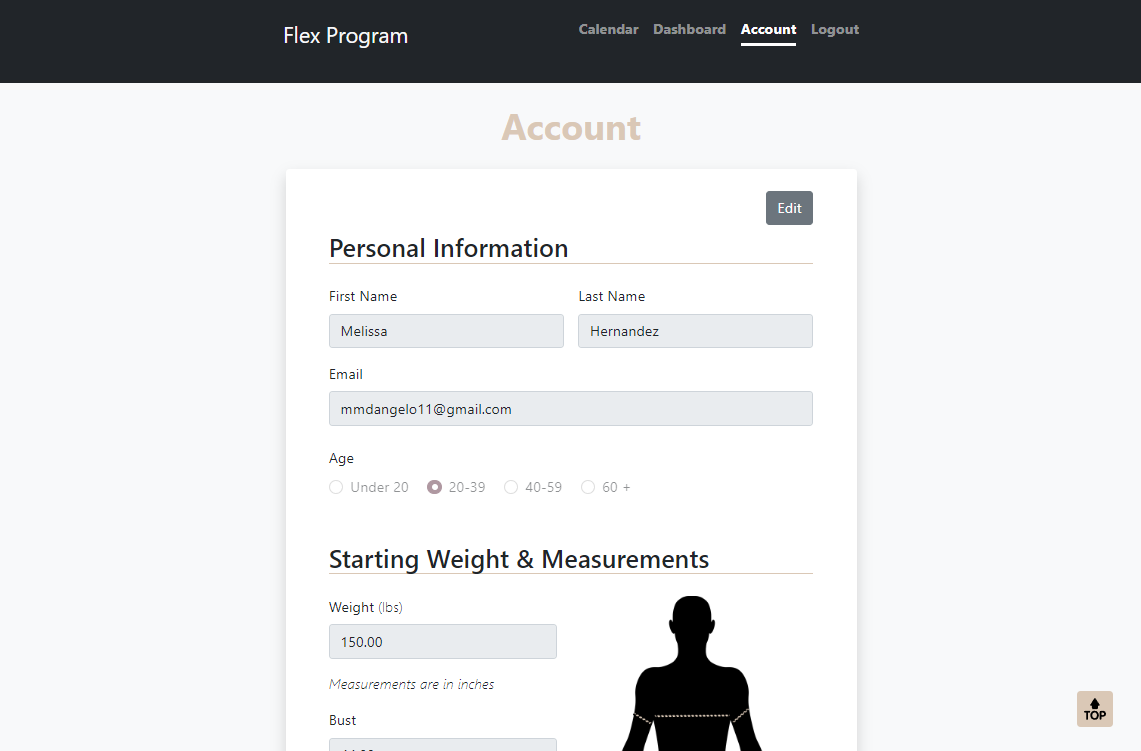 Flex Program
Calendar Dashboard Account Logout
Account
Edit
Personal Information
First Name Last Name
Melissa Hernandez
Email
mmdangelo11@gmail.com
Age
Under 20 20-39 40-59 60 +
Starting Weight & Measurements
Weight (lbs)
150.00
Measurements are in inches
Bust
TOP